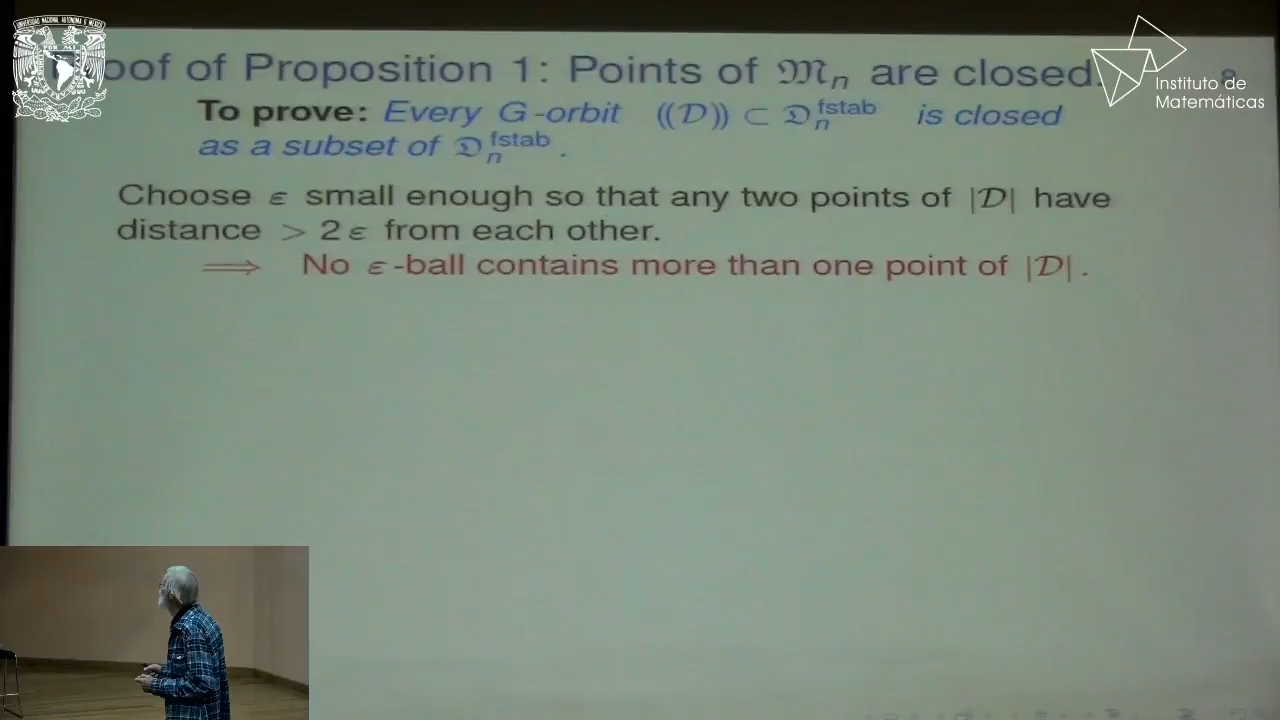 oof of Proposition 1: Points of 𝔐ₙ are closed. 8
To prove: Every G-orbit ((𝒟)) ⊂ 𝔇ₙ^fstab is closed
as a subset of 𝔇ₙ^fstab .
Choose ε small enough so that any two points of |𝒟| have
distance > 2 ε from each other.
⟹ No ε-ball contains more than one point of |𝒟| .
Instituto de
Matemáticas